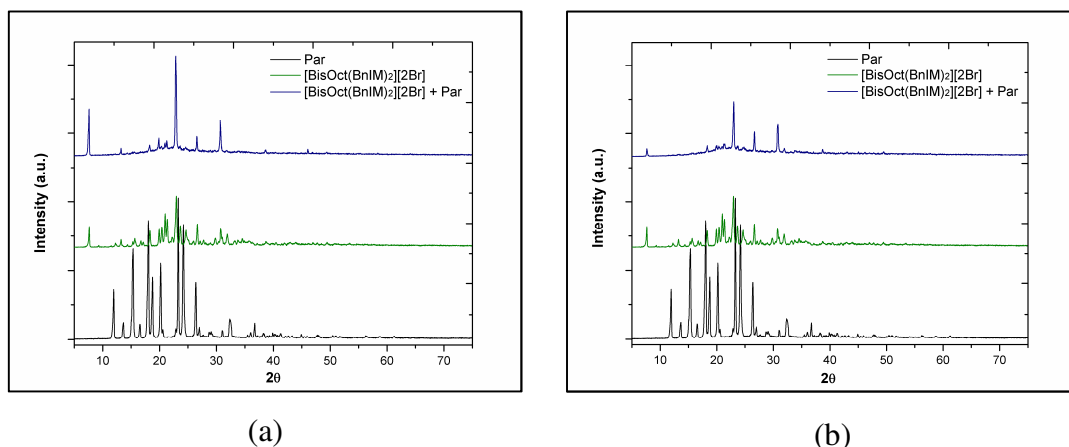 Par
[BisOct(BnIM)₂][2Br]
[BisOct(BnIM)₂][2Br] + Par
Intensity (a.u.)
10 20 30 40 50 60 70
2θ
(a)
Par
[BisOct(BnIM)₂][2Br]
[BisOct(BnIM)₂][2Br] + Par
Intensity (a.u.)
10 20 30 40 50 60 70
2θ
(b)